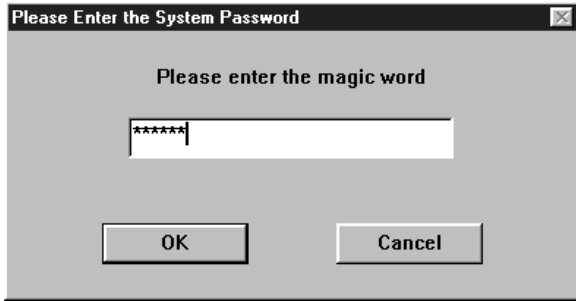 Please Enter the System Password
Please enter the magic word
******
OK
Cancel